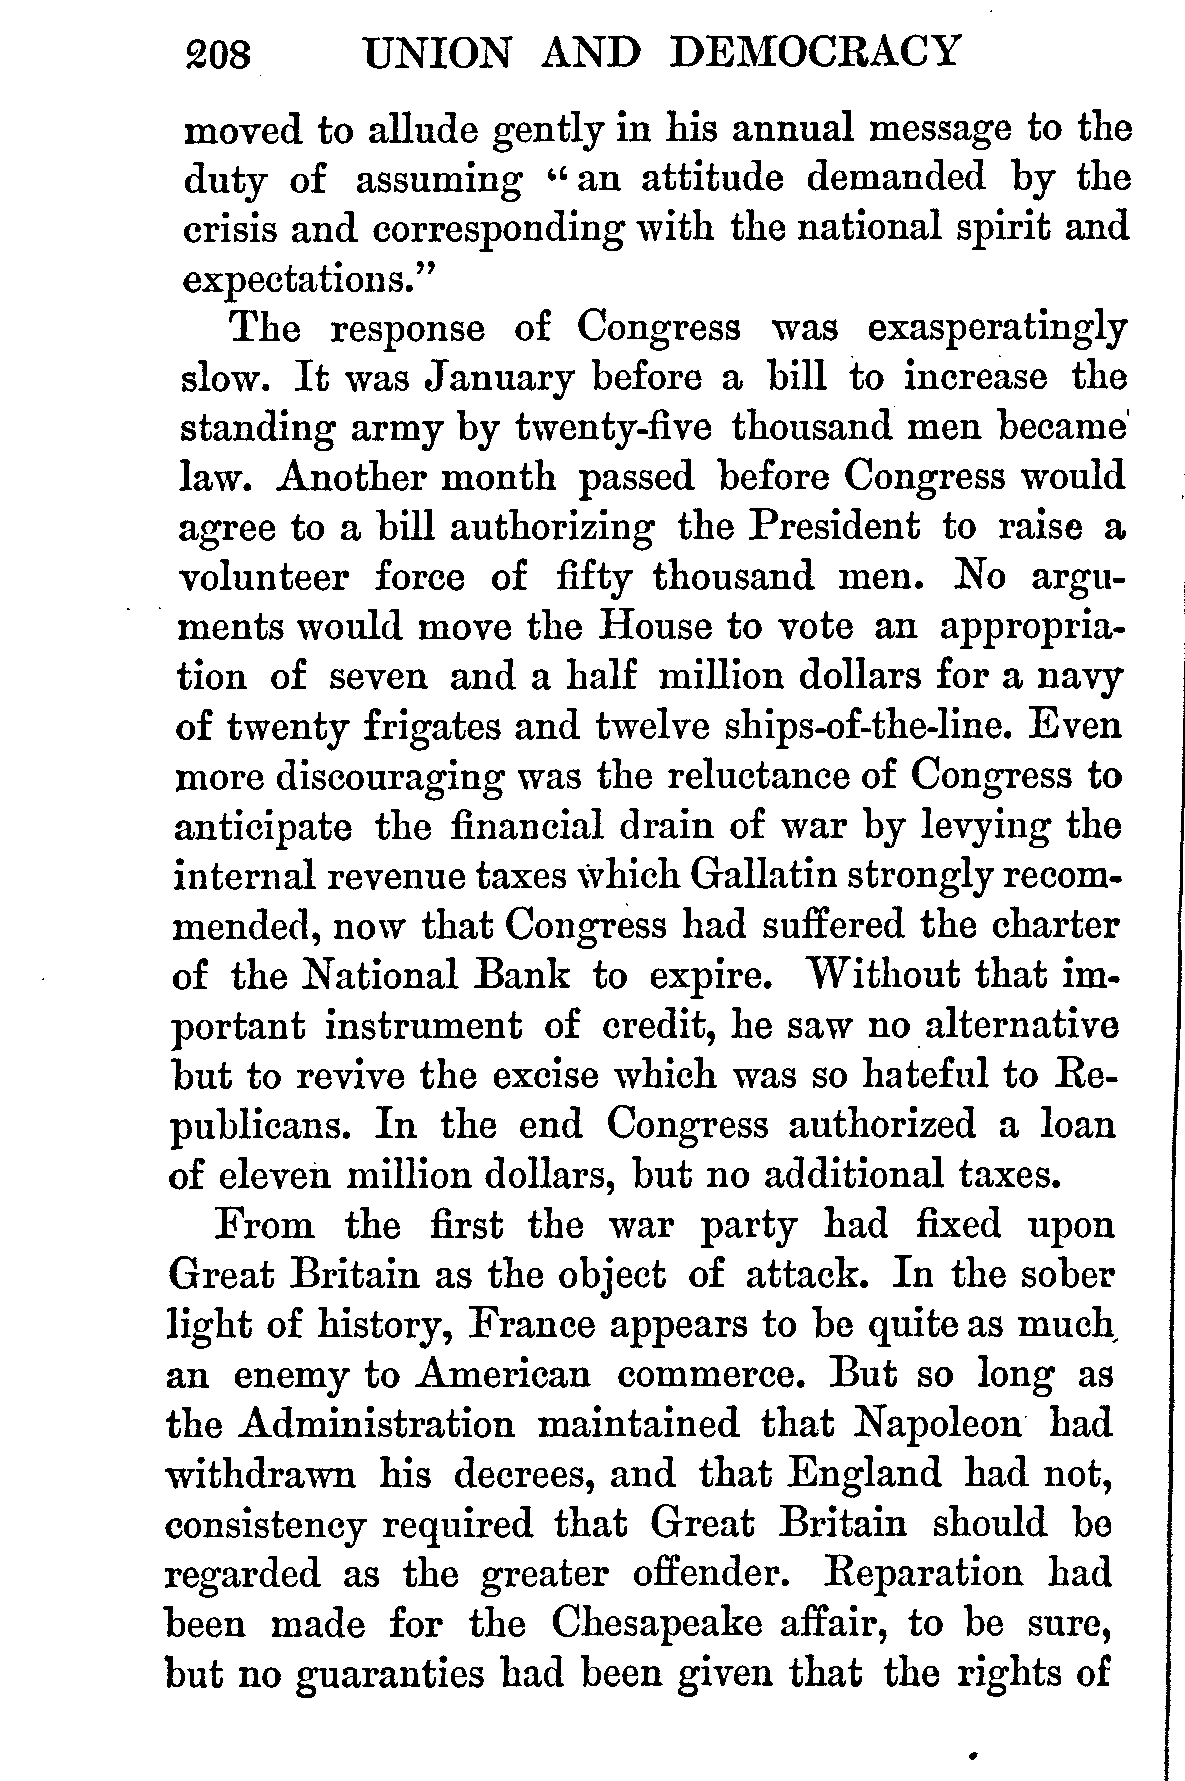 208 UNION AND DEMOCRACY
moved to allude gently in his annual message to the
duty of assuming “an attitude demanded by the
crisis and corresponding with the national spirit and
expectations.”
The response of Congress was exasperatingly
slow. It was January before a bill to increase the
standing army by twenty-five thousand men became
law. Another month passed before Congress would
agree to a bill authorizing the President to raise a
volunteer force of fifty thousand men. No argu-
ments would move the House to vote an appropria-
tion of seven and a half million dollars for a navy
of twenty frigates and twelve ships-of-the-line. Even
more discouraging was the reluctance of Congress to
anticipate the financial drain of war by levying the
internal revenue taxes which Gallatin strongly recom-
mended, now that Congress had suffered the charter
of the National Bank to expire. Without that im-
portant instrument of credit, he saw no alternative
but to revive the excise which was so hateful to Re-
publicans. In the end Congress authorized a loan
of eleven million dollars, but no additional taxes.
From the first the war party had fixed upon
Great Britain as the object of attack. In the sober
light of history, France appears to be quite as much
an enemy to American commerce. But so long as
the Administration maintained that Napoleon had
withdrawn his decrees, and that England had not,
consistency required that Great Britain should be
regarded as the greater offender. Reparation had
been made for the Chesapeake affair, to be sure,
but no guaranties had been given that the rights of